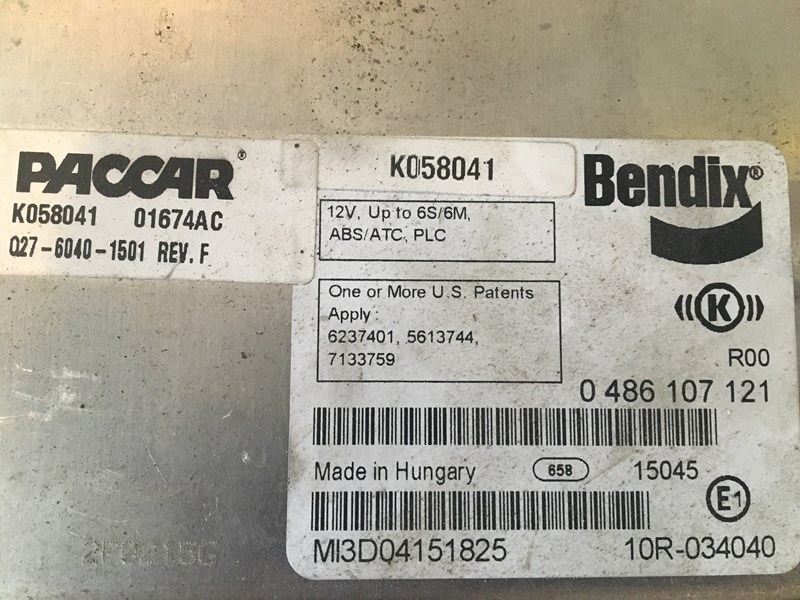 PACCAR®
K058041 01674AC
Q27-6040-1501 REV. F
K058041
Bendix®
12V, Up to 6S/6M,
ABS/ATC, PLC
One or More U.S. Patents
Apply:
6237401, 5613744,
7133759
K
R00
0 486 107 121
Made in Hungary 658 15045
E1
MI3D04151825 10R-034040